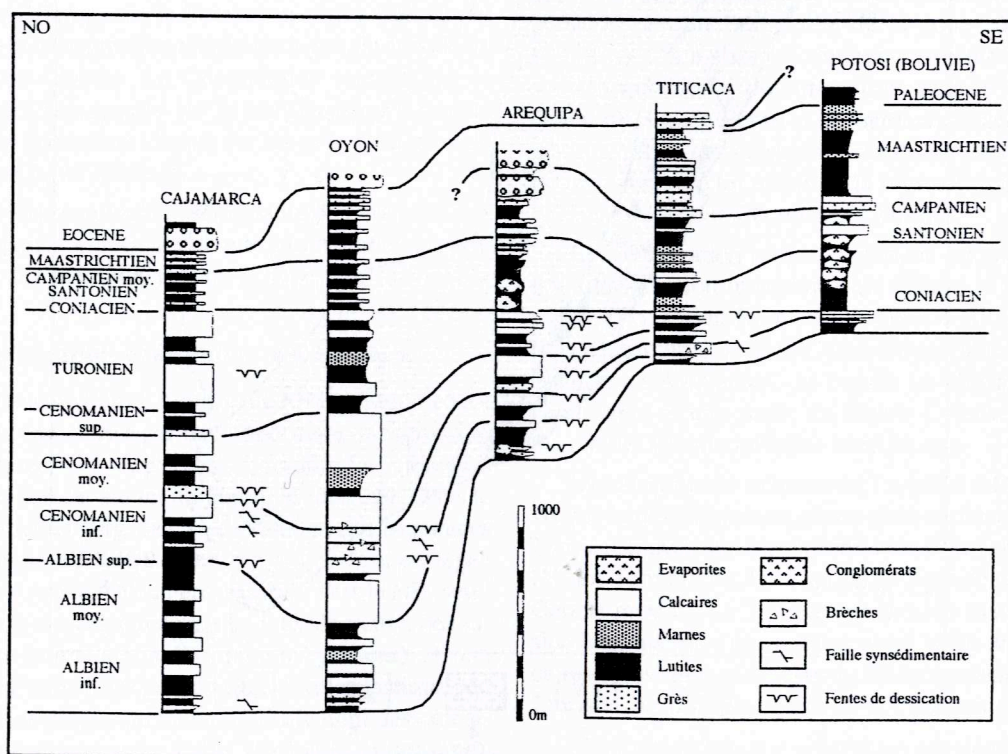 NO
SE
CAJAMARCA
OYON
AREQUIPA
TITICACA
POTOSI (BOLIVIE)
?
?
EOCENE
MAASTRICHTIEN
CAMPANIEN moy.
SANTONIEN
CONIACIEN
TURONIEN
CENOMANIEN
sup.
CENOMANIEN
moy.
CENOMANIEN
inf.
ALBIEN sup.
ALBIEN
moy.
ALBIEN
inf.
PALEOCENE
MAASTRICHTIEN
CAMPANIEN
SANTONIEN
CONIACIEN
1000
0m
Evaporites
Calcaires
Marnes
Lutites
Grès
Conglomérats
Brèches
Faille synsédimentaire
Fentes de dessication